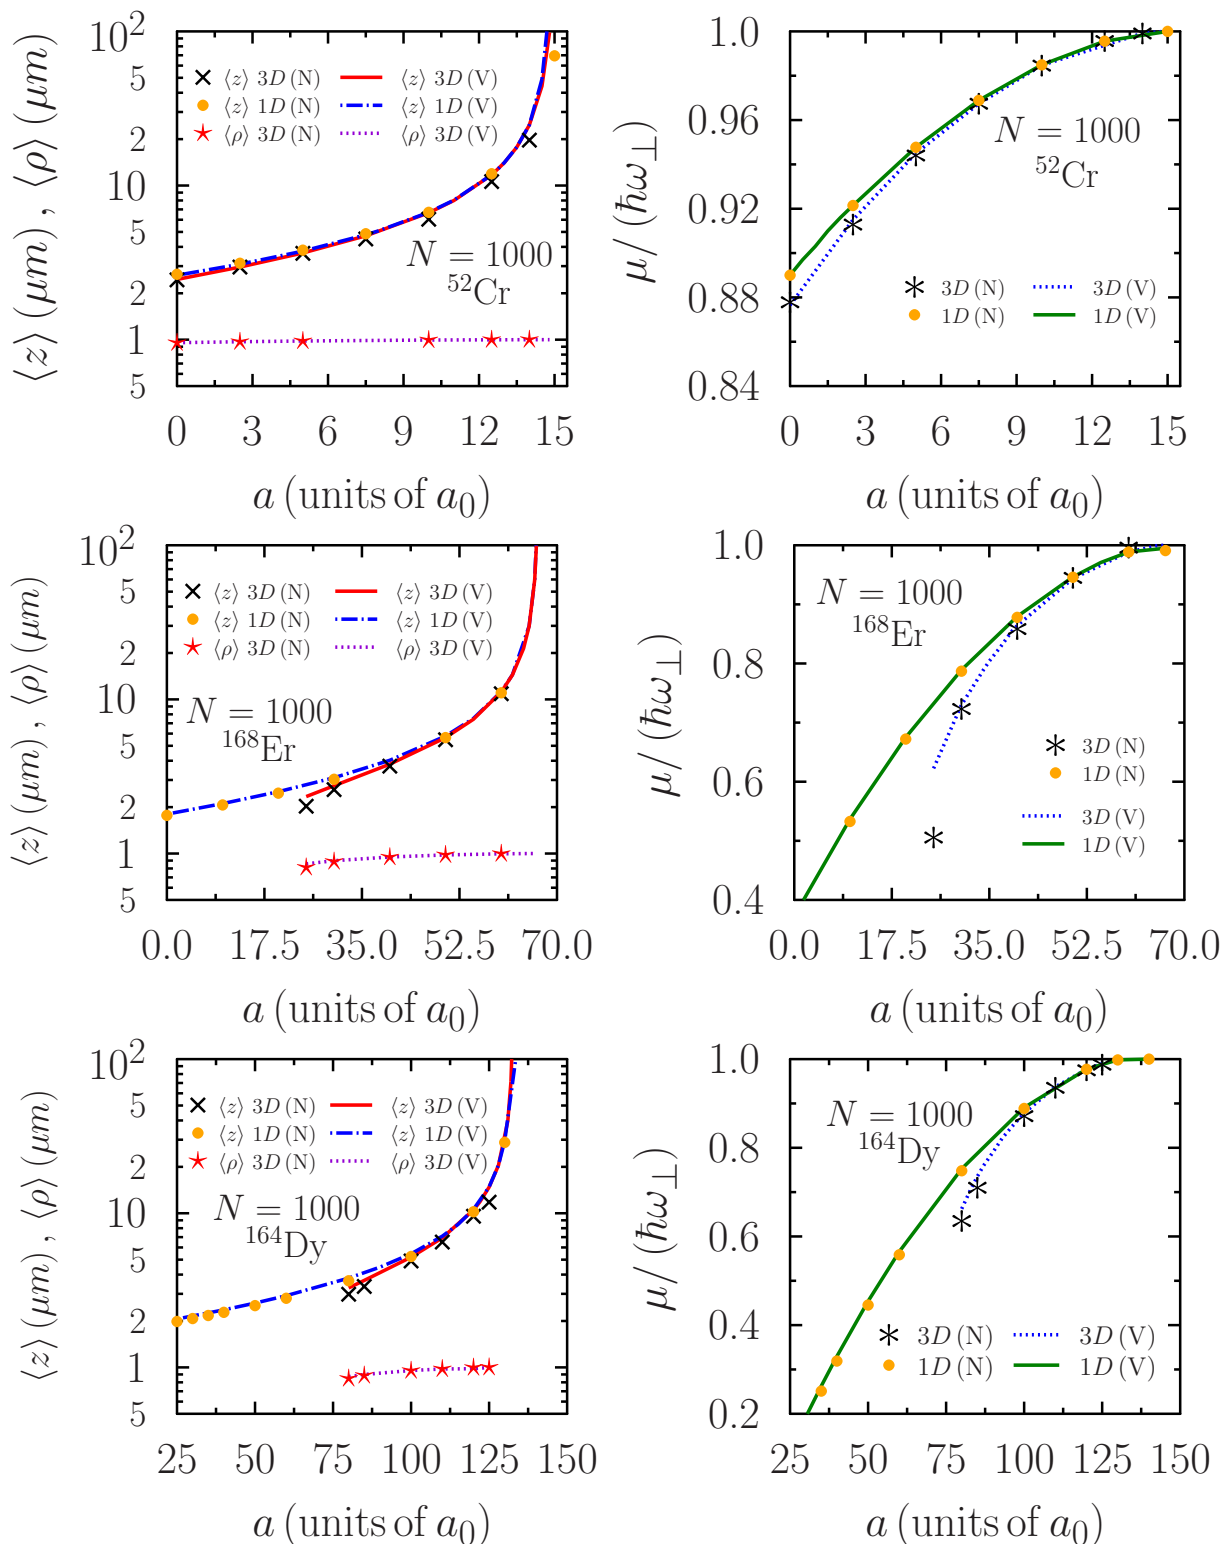 ⟨z⟩ (μm) , ⟨ρ⟩ (μm)
10²
5
2
10
5
2
1
5
⟨z⟩ 3D (N) ⟨z⟩ 3D (V)
⟨z⟩ 1D (N) ⟨z⟩ 1D (V)
⟨ρ⟩ 3D (N) ⟨ρ⟩ 3D (V)
N = 1000
⁵²Cr
0 3 6 9 12 15
a (units of a₀)
μ/ (ħω⊥)
1.0
0.96
0.92
0.88
0.84
N = 1000
⁵²Cr
3D (N) 3D (V)
1D (N) 1D (V)
0 3 6 9 12 15
a (units of a₀)
⟨z⟩ (μm) , ⟨ρ⟩ (μm)
10²
5
2
10
5
2
1
5
⟨z⟩ 3D (N) ⟨z⟩ 3D (V)
⟨z⟩ 1D (N) ⟨z⟩ 1D (V)
⟨ρ⟩ 3D (N) ⟨ρ⟩ 3D (V)
N = 1000
¹⁶⁸Er
0.0 17.5 35.0 52.5 70.0
a (units of a₀)
μ/ (ħω⊥)
1.0
0.8
0.6
0.4
N = 1000
¹⁶⁸Er
3D (N)
1D (N)
3D (V)
1D (V)
0.0 17.5 35.0 52.5 70.0
a (units of a₀)
⟨z⟩ (μm) , ⟨ρ⟩ (μm)
10²
5
2
10
5
2
1
5
⟨z⟩ 3D (N) ⟨z⟩ 3D (V)
⟨z⟩ 1D (N) ⟨z⟩ 1D (V)
⟨ρ⟩ 3D (N) ⟨ρ⟩ 3D (V)
N = 1000
¹⁶⁴Dy
25 50 75 100 125 150
a (units of a₀)
μ/ (ħω⊥)
1.0
0.8
0.6
0.4
0.2
N = 1000
¹⁶⁴Dy
3D (N) 3D (V)
1D (N) 1D (V)
25 50 75 100 125 150
a (units of a₀)